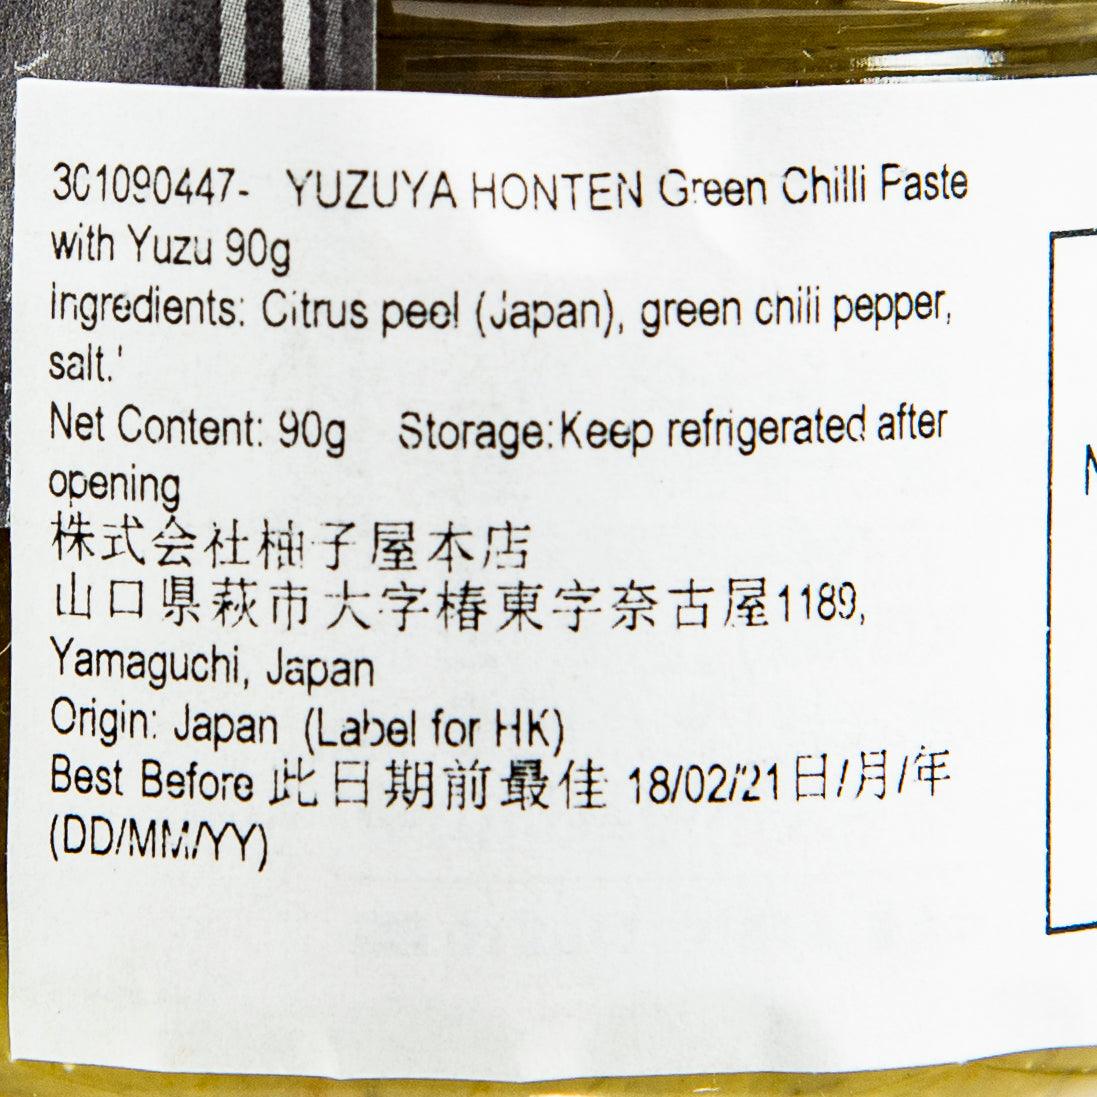 301090447- YUZUYA HONTEN Green Chilli Paste
with Yuzu 90g
ingredients: Citrus peel (Japan), green chili pepper,
salt.'
Net Content: 90g Storage:Keep refrigerated after
opening
株式会社柚子屋本店
山口県萩市大字椿東字奈古屋1189,
Yamaguchi, Japan
Origin: Japan (Label for HK)
Best Before 此日期前最佳 18/02/21日/月/年
(DD/MM/YY)